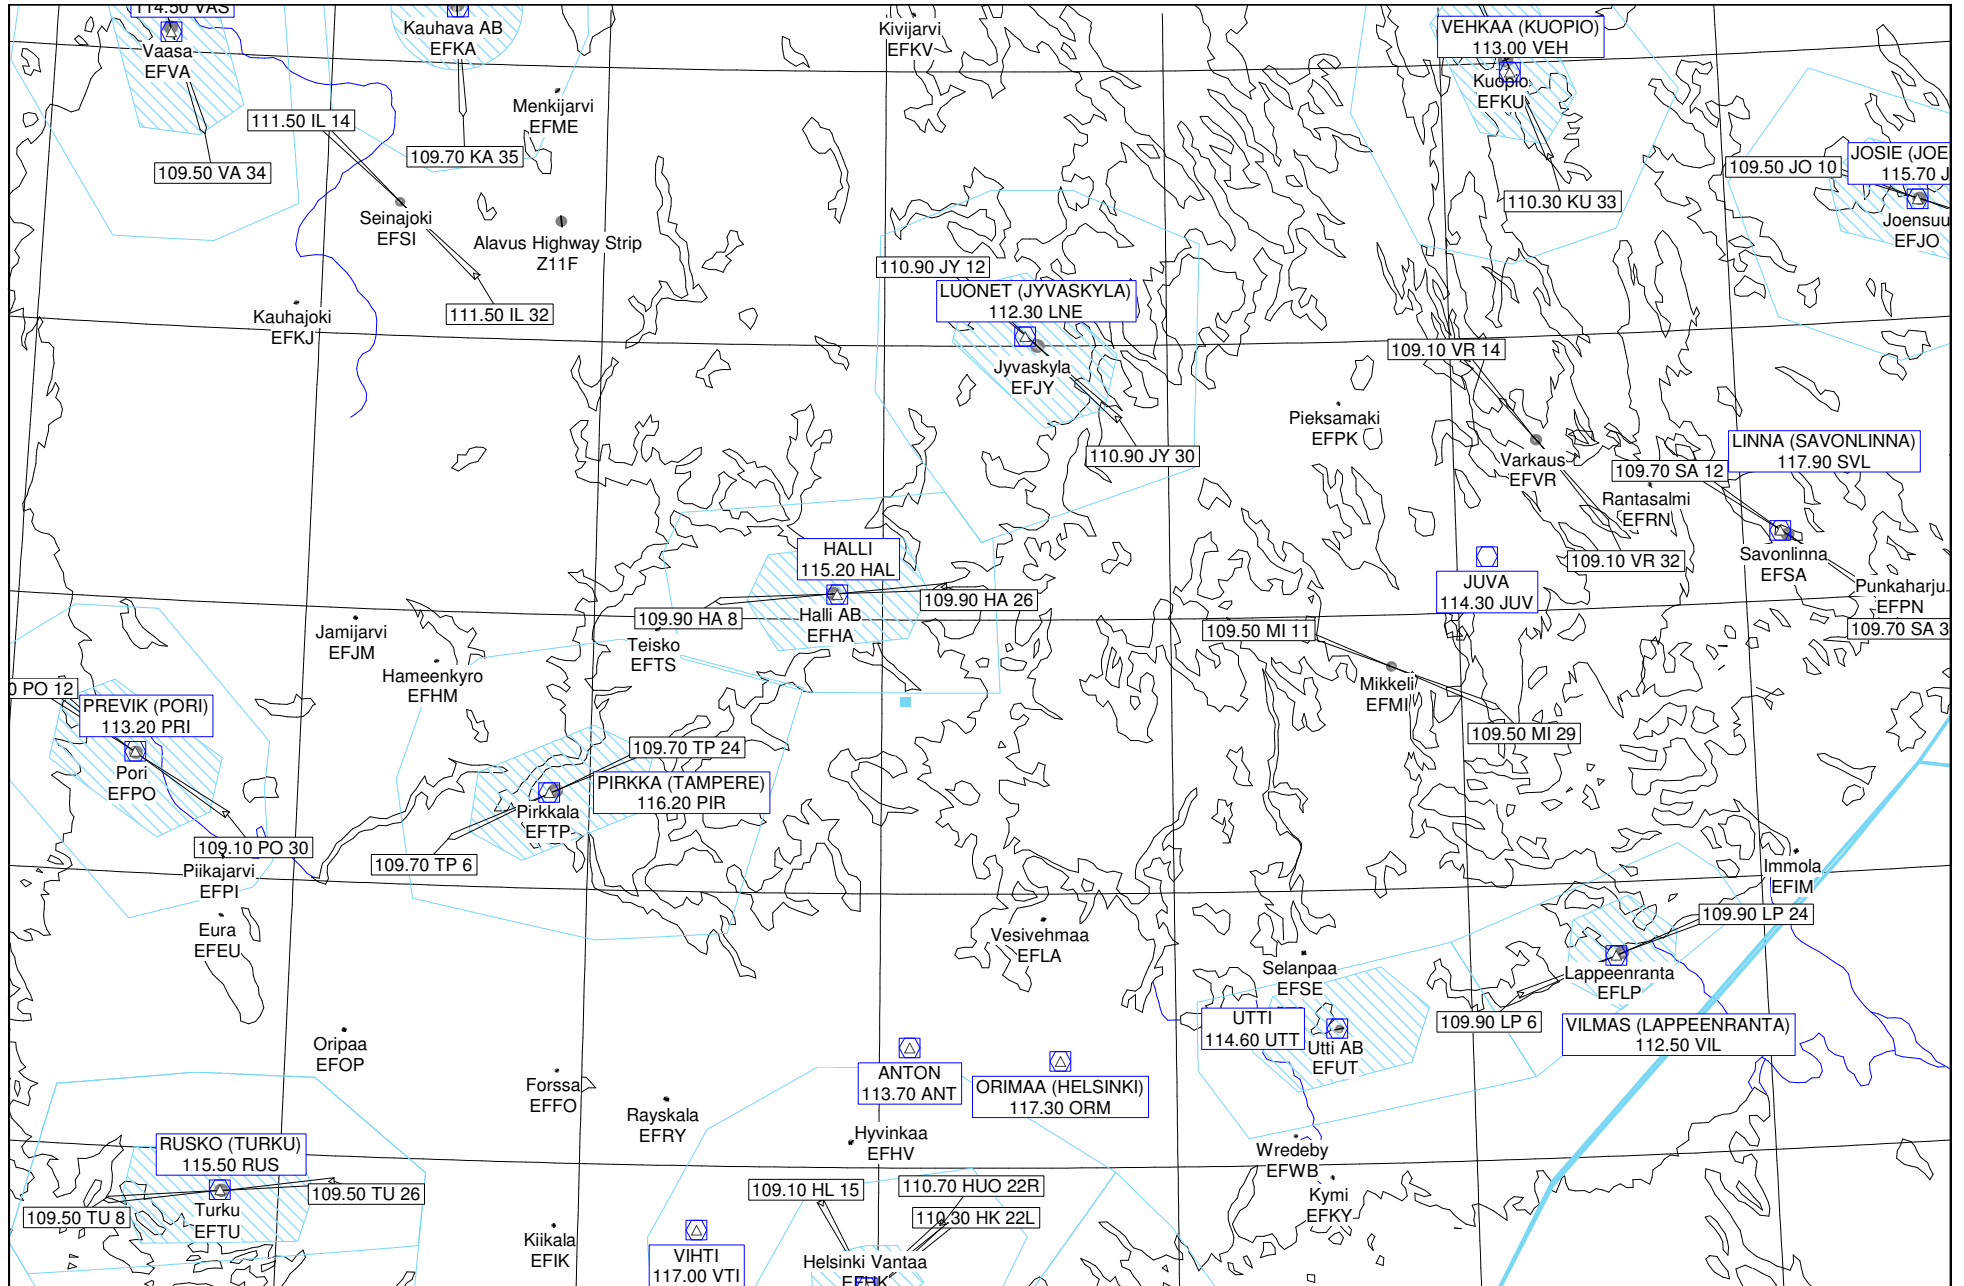 114.50 VAS
Vaasa
EFVA
109.50 VA 34
111.50 IL 14
Kauhava AB
EFKA
109.70 KA 35
Menkijarvi
EFME
Kivijarvi
EFKV
VEHKAA (KUOPIO)
113.00 VEH
Kuopio
EFKU
110.30 KU 33
109.50 JO 10
JOSIE (JOE
115.70 J
Joensuu
EFJO
Seinajoki
EFSI
111.50 IL 32
Alavus Highway Strip
Z11F
Kauhajoki
EFKJ
110.90 JY 12
LUONET (JYVASKYLA)
112.30 LNE
Jyvaskyla
EFJY
110.90 JY 30
109.10 VR 14
Pieksamaki
EFPK
Varkaus
EFVR
109.10 VR 32
109.70 SA 12
Rantasalmi
EFRN
LINNA (SAVONLINNA)
117.90 SVL
Savonlinna
EFSA
Punkaharju
EFPN
109.70 SA 3
HALLI
115.20 HAL
Halli AB
EFHA
109.90 HA 8
109.90 HA 26
JUVA
114.30 JUV
109.50 MI 11
Mikkeli
EFMI
109.50 MI 29
Jamijarvi
EFJM
Hameenkyro
EFHM
Teisko
EFTS
0 PO 12
PREVIK (PORI)
113.20 PRI
Pori
EFPO
109.10 PO 30
109.70 TP 24
PIRKKA (TAMPERE)
116.20 PIR
Pirkkala
EFTP
109.70 TP 6
Piikajarvi
EFPI
Eura
EFEU
Immola
EFIM
109.90 LP 24
Vesivehmaa
EFLA
Selanpaa
EFSE
Lappeenranta
EFLP
109.90 LP 6
UTTI
114.60 UTT
Utti AB
EFUT
VILMAS (LAPPEENRANTA)
112.50 VIL
Oripaa
EFOP
Forssa
EFFO
Rayskala
EFRY
ANTON
113.70 ANT
ORIMAA (HELSINKI)
117.30 ORM
Hyvinkaa
EFHV
Wredeby
EFWB
Kymi
EFKY
RUSKO (TURKU)
115.50 RUS
Turku
EFTU
109.50 TU 8
109.50 TU 26
109.10 HL 15
110.70 HUO 22R
110.30 HK 22L
Kiikala
EFIK
VIHTI
117.00 VTI
Helsinki Vantaa
EFHK